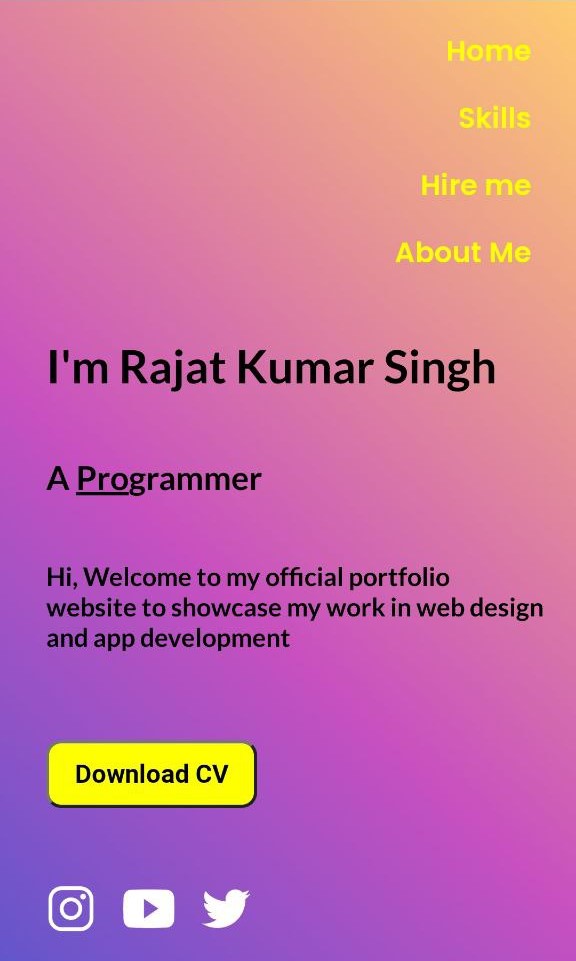 Home
Skills
Hire me
About Me
I'm Rajat Kumar Singh
A Programmer
Hi, Welcome to my official portfolio
website to showcase my work in web design
and app development
Download CV